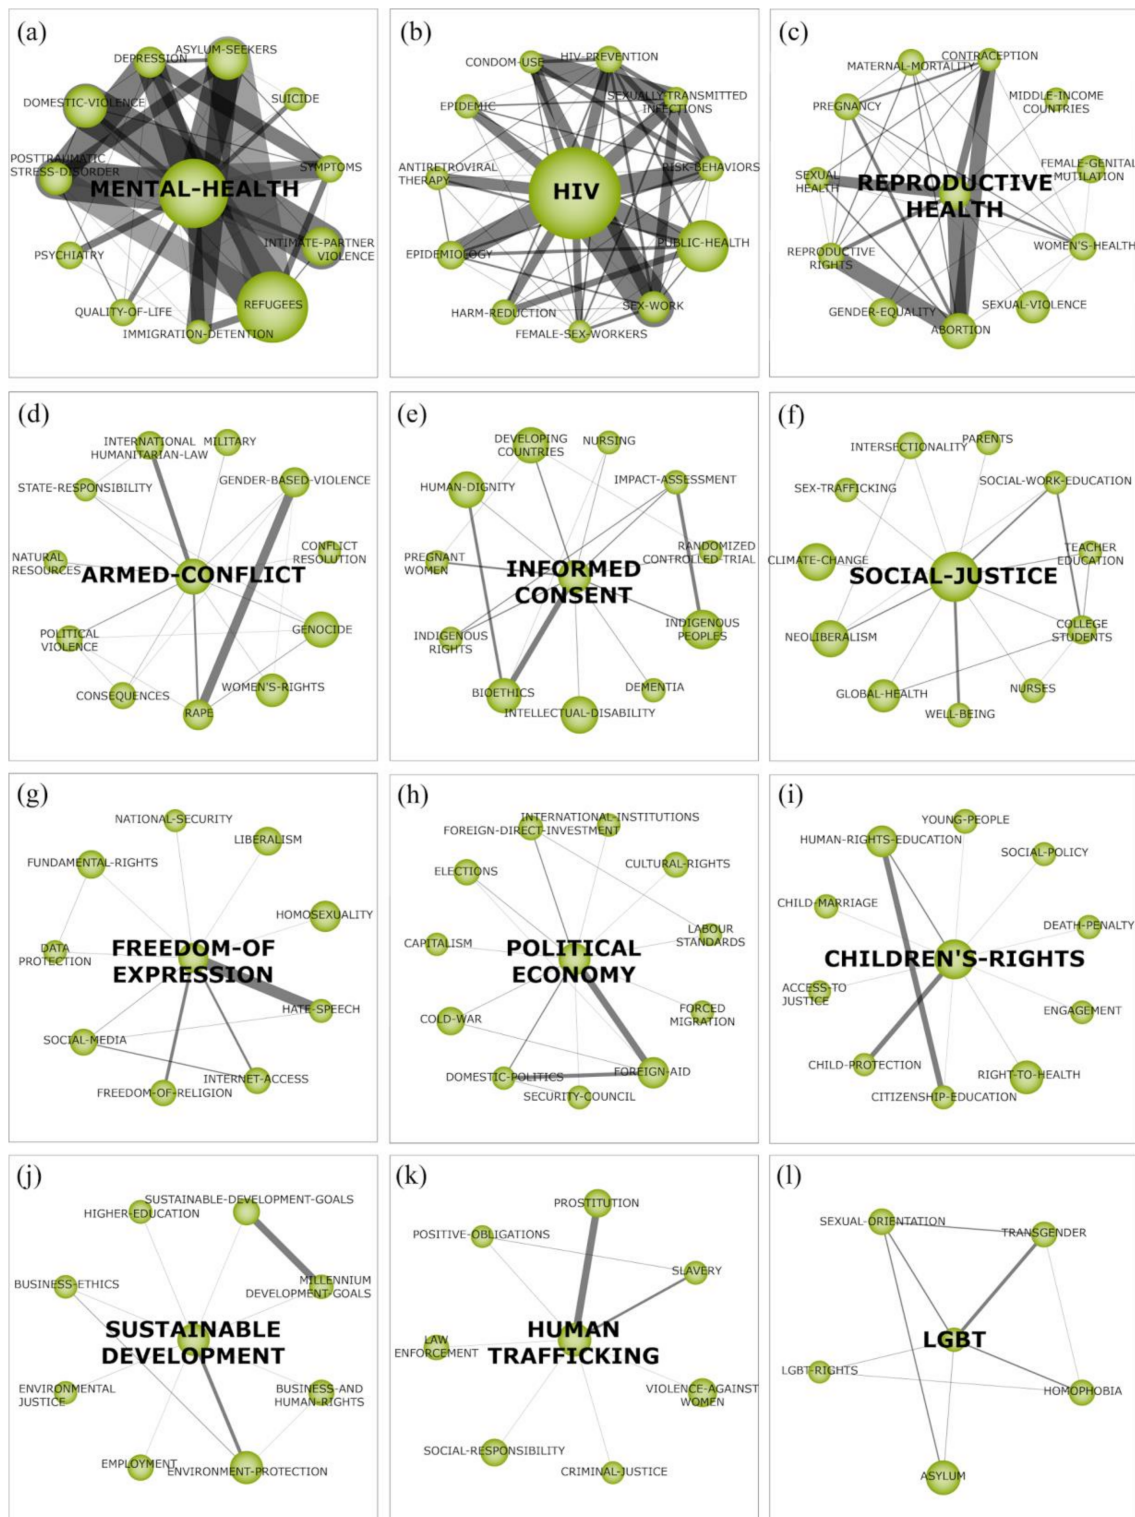 (a)
ASYLUM-SEEKERS
DEPRESSION
SUICIDE
DOMESTIC-VIOLENCE
POSTTRAUMATIC
STRESS-DISORDER
SYMPTOMS
MENTAL-HEALTH
INTIMATE-PARTNER
VIOLENCE
PSYCHIATRY
REFUGEES
QUALITY-OF-LIFE
IMMIGRATION-DETENTION
(b)
HIV-PREVENTION
CONDOM-USE
SEXUALLY-TRANSMITTED
INFECTIONS
EPIDEMIC
ANTIRETROVIRAL
THERAPY
RISK-BEHAVIORS
HIV
PUBLIC-HEALTH
EPIDEMIOLOGY
SEX-WORK
HARM-REDUCTION
FEMALE-SEX-WORKERS
(c)
CONTRACEPTION
MATERNAL-MORTALITY
MIDDLE-INCOME
COUNTRIES
PREGNANCY
FEMALE-GENITAL
MUTILATION
SEXUAL
HEALTH
REPRODUCTIVE
HEALTH
WOMEN'S-HEALTH
REPRODUCTIVE
RIGHTS
SEXUAL-VIOLENCE
GENDER-EQUALITY
ABORTION
(d)
INTERNATIONAL
HUMANITARIAN-LAW
MILITARY
GENDER-BASED-VIOLENCE
STATE-RESPONSIBILITY
CONFLICT
RESOLUTION
NATURAL
RESOURCES
ARMED-CONFLICT
GENOCIDE
POLITICAL
VIOLENCE
WOMEN'S-RIGHTS
CONSEQUENCES
RAPE
(e)
DEVELOPING
COUNTRIES
NURSING
IMPACT-ASSESSMENT
HUMAN-DIGNITY
RANDOMIZED
CONTROLLED-TRIAL
PREGNANT
WOMEN
INFORMED
CONSENT
INDIGENOUS
PEOPLES
INDIGENOUS
RIGHTS
DEMENTIA
BIOETHICS
INTELLECTUAL-DISABILITY
(f)
PARENTS
INTERSECTIONALITY
SOCIAL-WORK-EDUCATION
SEX-TRAFFICKING
TEACHER
EDUCATION
CLIMATE-CHANGE
SOCIAL-JUSTICE
COLLEGE
STUDENTS
NEOLIBERALISM
GLOBAL-HEALTH
NURSES
WELL-BEING
(g)
NATIONAL-SECURITY
LIBERALISM
FUNDAMENTAL-RIGHTS
HOMOSEXUALITY
DATA
PROTECTION
FREEDOM-OF
EXPRESSION
HATE-SPEECH
SOCIAL-MEDIA
INTERNET-ACCESS
FREEDOM-OF-RELIGION
(h)
INTERNATIONAL-INSTITUTIONS
FOREIGN-DIRECT-INVESTMENT
CULTURAL-RIGHTS
ELECTIONS
LABOUR
STANDARDS
CAPITALISM
POLITICAL
ECONOMY
FORCED
MIGRATION
COLD-WAR
FOREIGN-AID
DOMESTIC-POLITICS
SECURITY-COUNCIL
(i)
YOUNG-PEOPLE
HUMAN-RIGHTS-EDUCATION
SOCIAL-POLICY
CHILD-MARRIAGE
DEATH-PENALTY
CHILDREN'S-RIGHTS
ACCESS-TO
JUSTICE
ENGAGEMENT
CHILD-PROTECTION
RIGHT-TO-HEALTH
CITIZENSHIP-EDUCATION
(j)
SUSTAINABLE-DEVELOPMENT-GOALS
HIGHER-EDUCATION
BUSINESS-ETHICS
MILLENNIUM
DEVELOPMENT-GOALS
SUSTAINABLE
DEVELOPMENT
ENVIRONMENTAL
JUSTICE
BUSINESS-AND
HUMAN-RIGHTS
EMPLOYMENT
ENVIRONMENT-PROTECTION
(k)
PROSTITUTION
POSITIVE-OBLIGATIONS
SLAVERY
HUMAN
TRAFFICKING
LAW
ENFORCEMENT
VIOLENCE-AGAINST
WOMEN
SOCIAL-RESPONSIBILITY
CRIMINAL-JUSTICE
(l)
SEXUAL-ORIENTATION
TRANSGENDER
LGBT
LGBT-RIGHTS
HOMOPHOBIA
ASYLUM